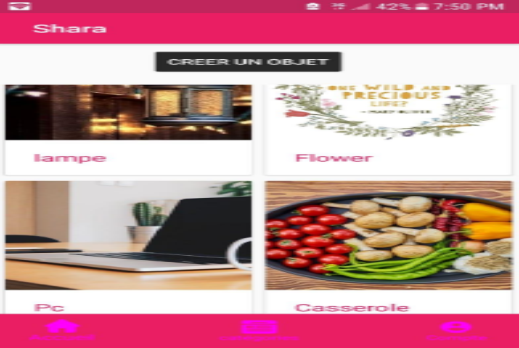 42% 7:50 PM
Shara
CREER UN OBJET
ONE WILD AND
PRECIOUS
LIFE?
- MARY OLIVER
lampe
Flower
Pc
Casserole